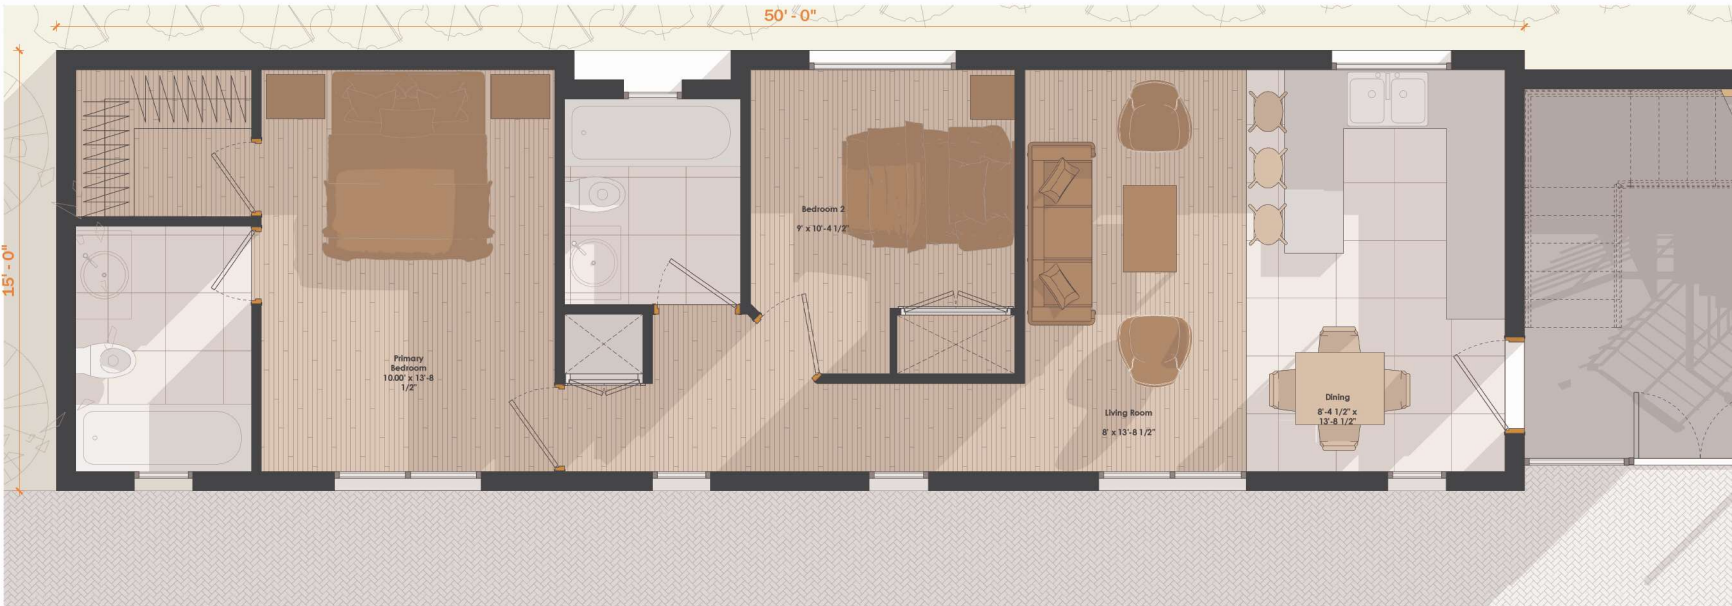 50' - 0"
15' - 0"
Bedroom 2
9' x 10'-4 1/2"
Primary
Bedroom
10.00' x 13'-8
1/2"
Living Room
8' x 13'-8 1/2"
Dining
8'-4 1/2" x
13'-8 1/2"